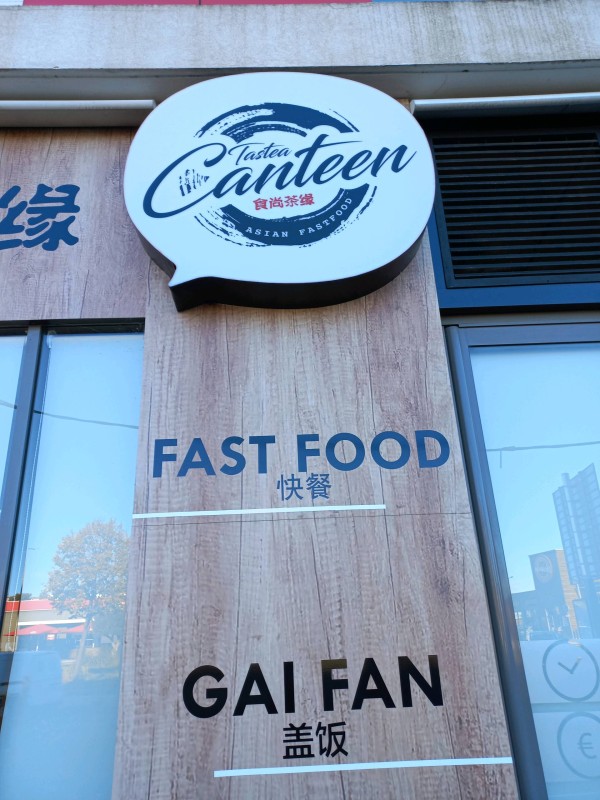 Tastea
Canteen
食尚茶缘
ASIAN FASTFOOD
缘
FAST FOOD
快餐
GAI FAN
盖饭
€